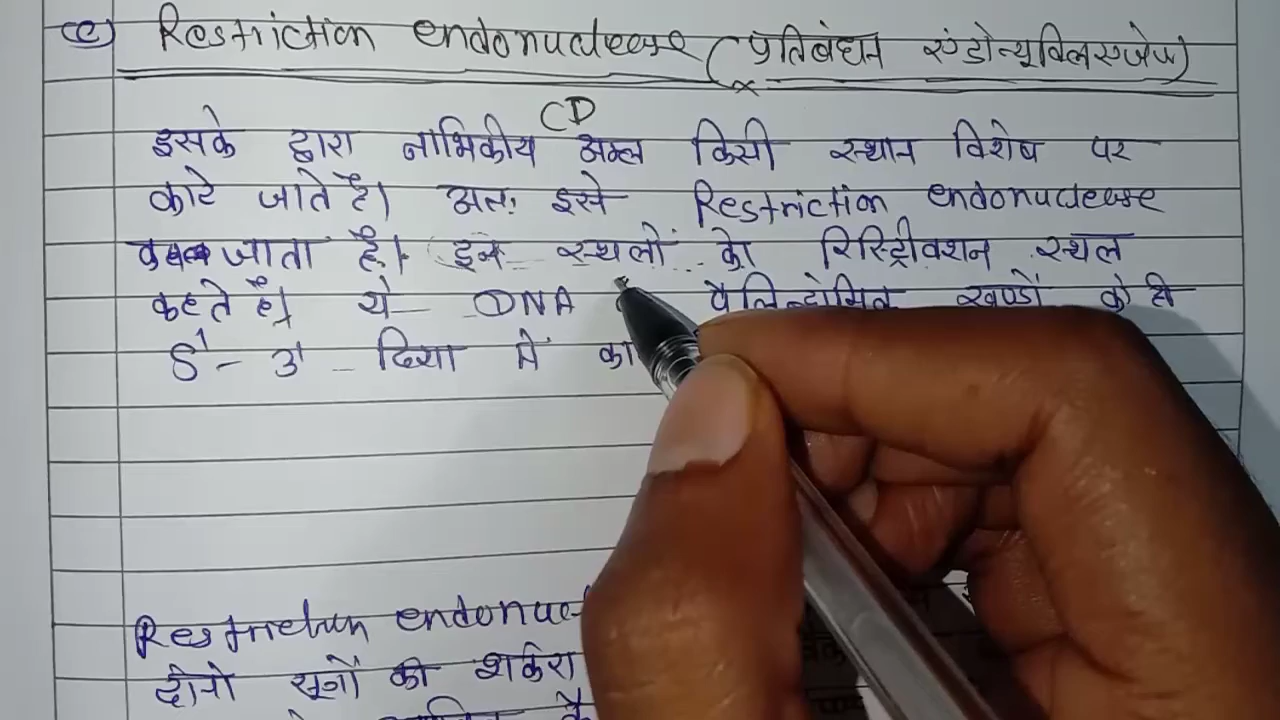 (e) Restriction endonuclease (प्रतिबंधन एंडोन्यूक्लिएजेज)
CD
इसके द्वारा नाभिकीय अम्ल किसी स्थान विशेष पर
काटे जाते है। अतः इसे Restriction endonuclease
जाता है। इन स्थलों को रिस्ट्रीक्शन स्थल
कहते है। ये DNA पैलिन्ड्रोमिक खण्डों को ही
5' - 3' दिशा में
Restriction
दोनो सूत्रों की शर्करा